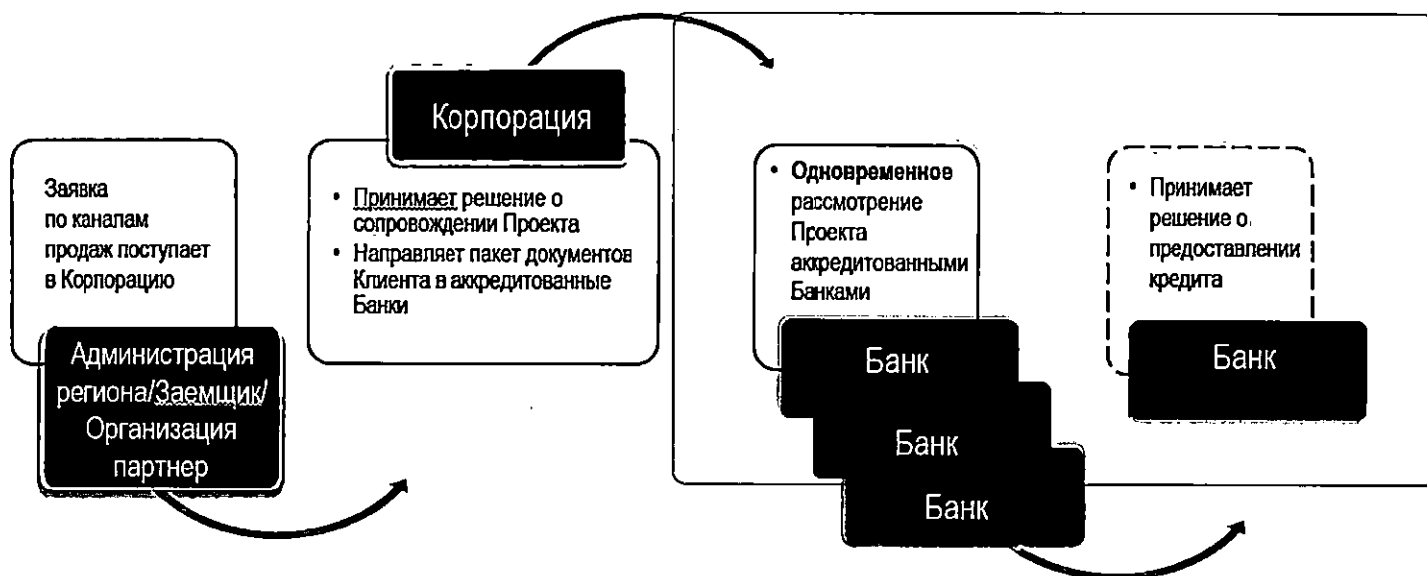 Заявка
по каналам
продаж поступает
в Корпорацию
Администрация
региона/Заемщик/
Организация
партнер
Корпорация
• Принимает решение о
сопровождении Проекта
• Направляет пакет документов
Клиента в аккредитованные
Банки
• Одновременное
рассмотрение
Проекта
аккредитованными
Банками
Банк
Банк
Банк
• Принимает
решение о
предоставлении
кредита
Банк